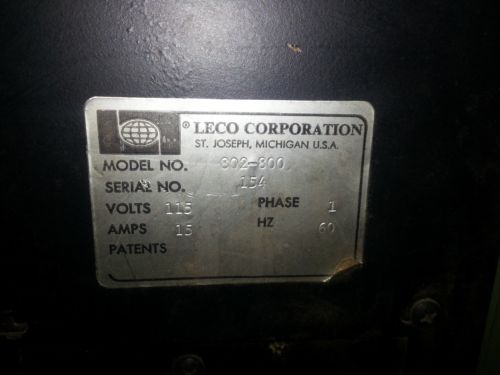 ® LECO CORPORATION
ST. JOSEPH, MICHIGAN U.S.A.
MODEL NO. 802-800
SERIAL NO. 154
VOLTS 115 PHASE 1
AMPS 15 HZ 60
PATENTS